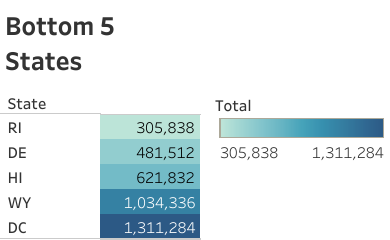 Bottom 5
States
State
RI 305,838
DE 481,512
HI 621,832
WY 1,034,336
DC 1,311,284
Total
305,838 1,311,284